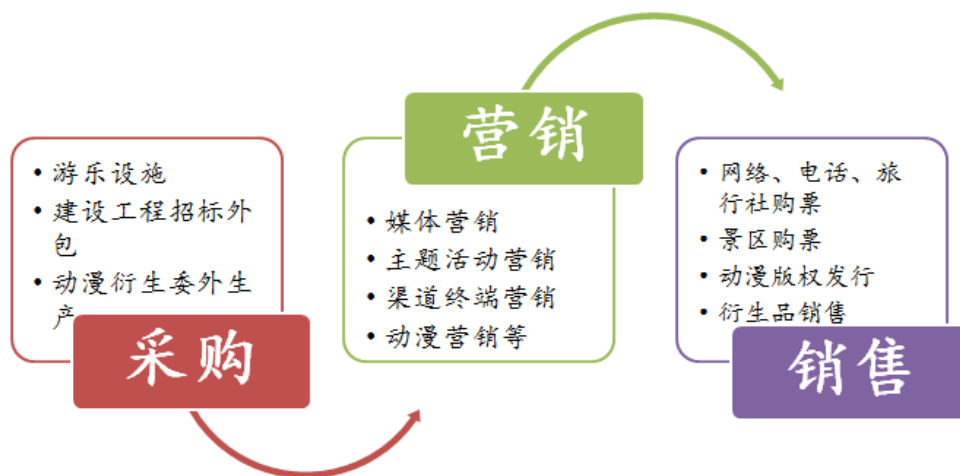 • 游乐设施
• 建设工程招标外
包
• 动漫衍生委外生
产
采购
营销
• 媒体营销
• 主题活动营销
• 渠道终端营销
• 动漫营销等
• 网络、电话、旅
行社购票
• 景区购票
• 动漫版权发行
• 衍生品销售
销售